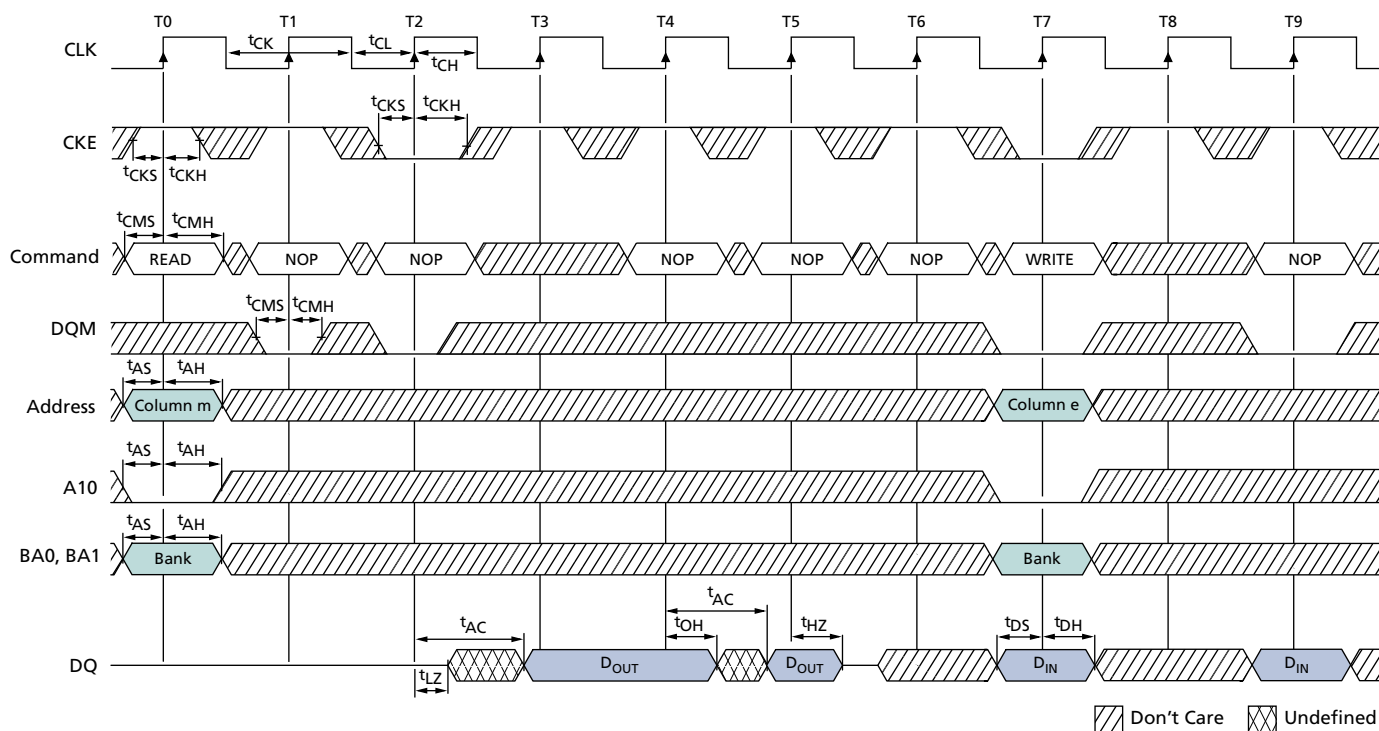 T0 T1 T2 T3 T4 T5 T6 T7 T8 T9
CLK
tCK tCL
tCH
tCKS tCKH
CKE
tCKS tCKH
tCMS tCMH
Command READ NOP NOP NOP NOP NOP WRITE NOP
tCMS tCMH
DQM
tAS tAH
Address Column m Column e
tAS tAH
A10
tAS tAH
BA0, BA1 Bank Bank
tAC
tAC tOH tHZ tDS tDH
DQ DOUT DOUT DIN DIN
tLZ
Don't Care Undefined